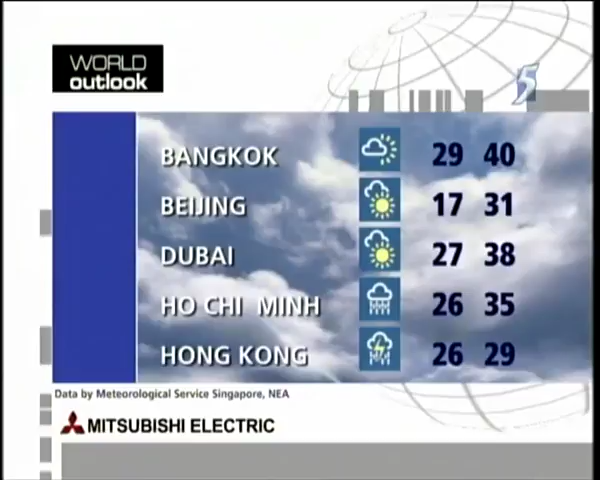 WORLD
outlook
5
BANGKOK 29 40
BEIJING 17 31
DUBAI 27 38
HO CHI MINH 26 35
HONG KONG 26 29
Data by Meteorological Service Singapore, NEA
MITSUBISHI ELECTRIC